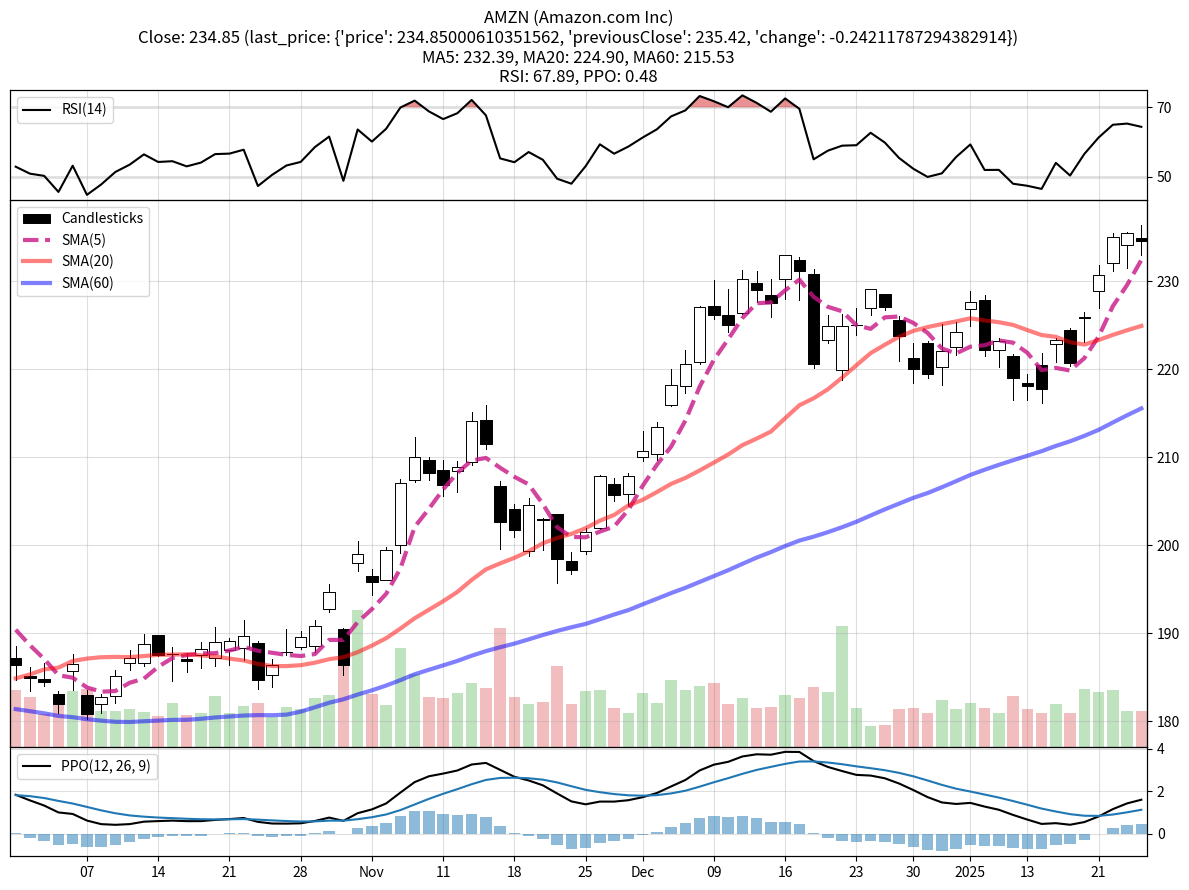 AMZN (Amazon.com Inc)
Close: 234.85 (last_price: {'price': 234.85000610351562, 'previousClose': 235.42, 'change': -0.24211787294382914})
MA5: 232.39, MA20: 224.90, MA60: 215.53
RSI: 67.89, PPO: 0.48
RSI(14)
70
50
Candlesticks
SMA(5)
SMA(20)
SMA(60)
230
220
210
200
190
180
PPO(12, 26, 9)
4
2
0
07 14 21 28 Nov 11 18 25 Dec 09 16 23 30 2025 13 21